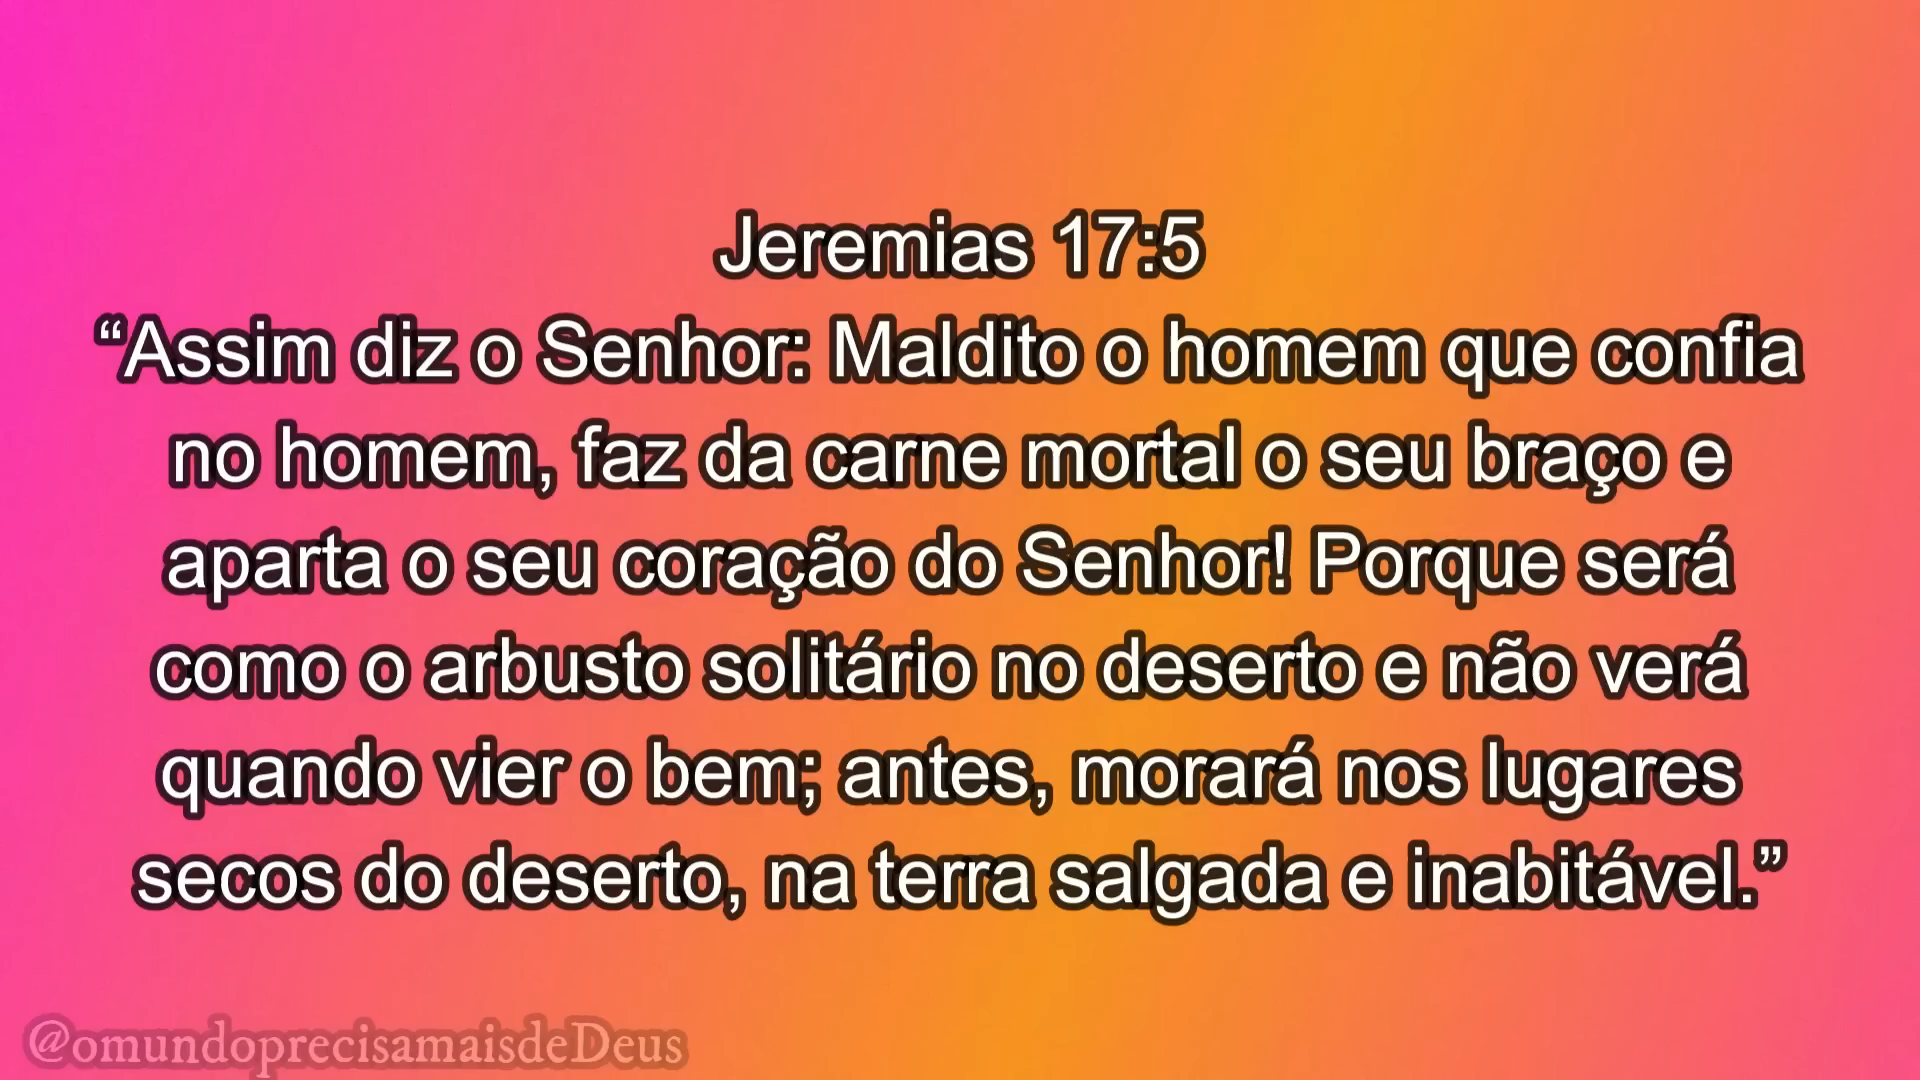 Jeremias 17:5
“Assim diz o Senhor: Maldito o homem que confia
no homem, faz da carne mortal o seu braço e
aparta o seu coração do Senhor! Porque será
como o arbusto solitário no deserto e não verá
quando vier o bem; antes, morará nos lugares
secos do deserto, na terra salgada e inabitável.”
@omundoprecisamaisdeDeus